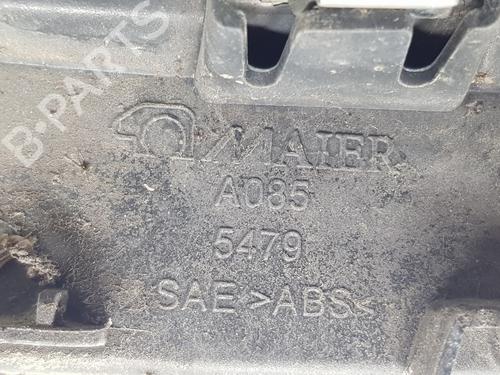 B-PARTS
MAIER
A085
5479
SAE >ABS<